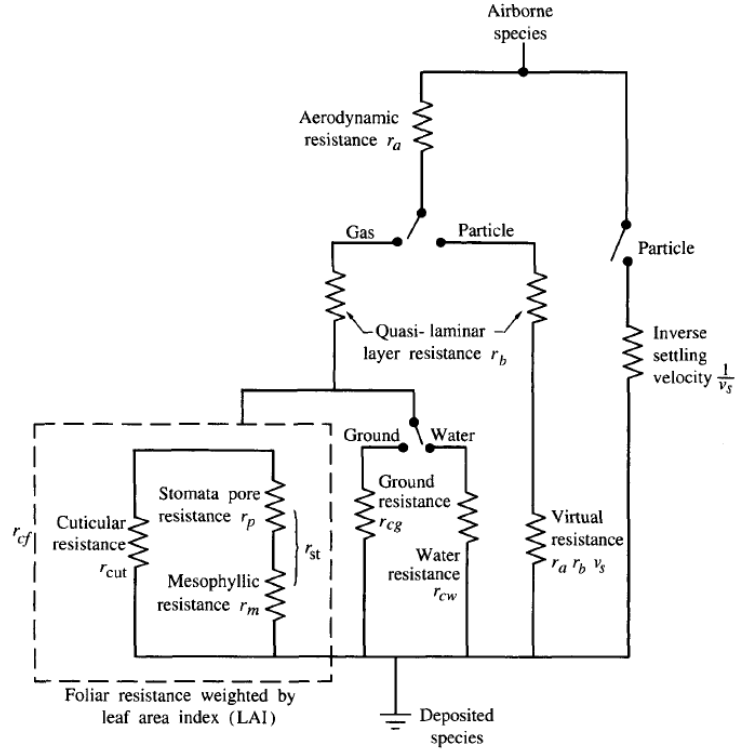 Airborne
species
Aerodynamic
resistance r_a
Gas
Particle
Particle
Quasi-laminar
layer resistance r_b
Inverse
settling
velocity 1/v_s
Ground
Water
Stomata pore
resistance r_p
Cuticular
resistance
r_cut
r_cf
r_st
Mesophyllic
resistance r_m
Ground
resistance
r_cg
Water
resistance
r_cw
Virtual
resistance
r_a r_b v_s
Foliar resistance weighted by
leaf area index (LAI)
Deposited
species